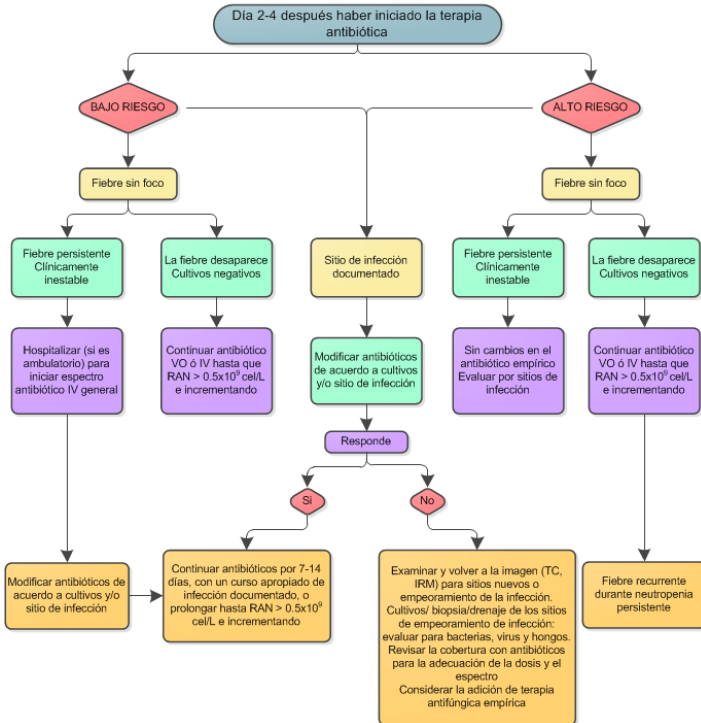 Día 2-4 después haber iniciado la terapia
antibiótica
BAJO RIESGO
ALTO RIESGO
Fiebre sin foco
Fiebre sin foco
Fiebre persistente
Clínicamente
inestable
La fiebre desaparece
Cultivos negativos
Sitio de infección
documentado
Fiebre persistente
Clínicamente
inestable
La fiebre desaparece
Cultivos negativos
Hospitalizar (si es
ambulatorio) para
iniciar espectro
antibiótico IV general
Continuar antibiótico
VO ó IV hasta que
RAN > 0.5x10⁹ cel/L
e incrementando
Modificar antibióticos
de acuerdo a cultivos
y/o sitio de infección
Sin cambios en el
antibiótico empírico
Evaluar por sitios de
infección
Continuar antibiótico
VO ó IV hasta que
RAN > 0.5x10⁹ cel/L
e incrementando
Responde
Si
No
Modificar antibióticos de
acuerdo a cultivos y/o
sitio de infección
Continuar antibióticos por 7-14
días, con un curso apropiado de
infección documentado, o
prolongar hasta RAN > 0.5x10⁹
cel/L e incrementando
Examinar y volver a la imagen (TC,
IRM) para sitios nuevos o
empeoramiento de la infección.
Cultivos/ biopsia/drenaje de los sitios
de empeoramiento de infección:
evaluar para bacterias, virus y hongos.
Revisar la cobertura con antibióticos
para la adecuación de la dosis y el
espectro
Considerar la adición de terapia
antifúngica empírica
Fiebre recurrente
durante neutropenia
persistente